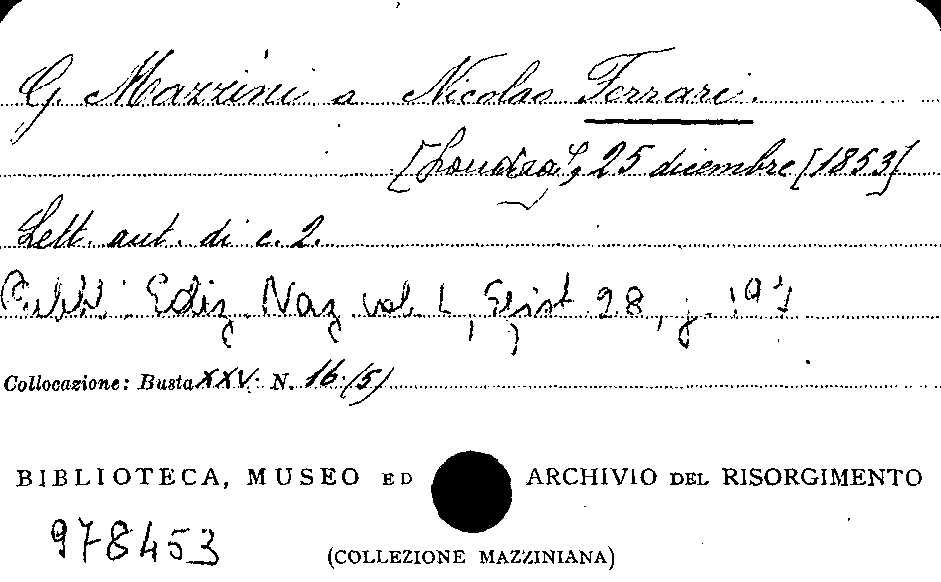 G. Mazzini a Nicolao Ferrari.
[Londra], 25 dicembre [1853]
Lett. aut. di c. 2.
Pubbl. Ediz. Naz. vol. L, Epist. 28, p. 197
Collocazione: Busta XXV. N. 16.(5)
BIBLIOTECA, MUSEO ED ARCHIVIO DEL RISORGIMENTO
978453
(COLLEZIONE MAZZINIANA)